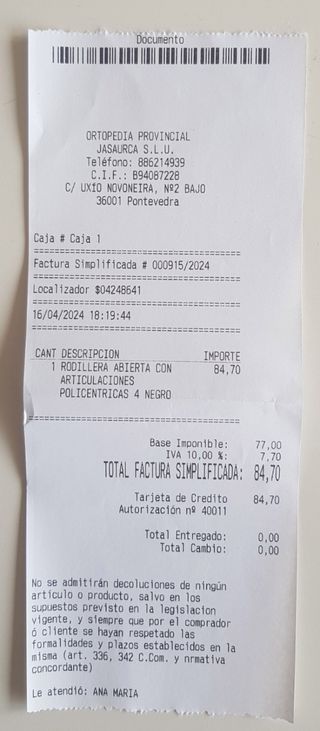 Documento
ORTOPEDIA PROVINCIAL
JASAURCA S.L.U.
Teléfono: 886214939
C.I.F.: B94087228
C/ UXÍO NOVONEIRA, Nº2 BAJO
36001 Pontevedra
Caja # Caja 1
========================================
Factura Simplificada # 000915/2024
========================================
Localizador $04248641
========================================
16/04/2024 18:19:44
========================================
CANT DESCRIPCION IMPORTE
1 RODILLERA ABIERTA CON 84,70
ARTICULACIONES
POLICENTRICAS 4 NEGRO
========================================
Base Imponible: 77,00
IVA 10,00 %: 7,70
TOTAL FACTURA SIMPLIFICADA: 84,70
Tarjeta de Credito 84,70
Autorización nº 40011
Total Entregado: 0,00
Total Cambio: 0,00
No se admitirán decoluciones de ningún
artículo o producto, salvo en los
supuestos previsto en la legislacion
vigente, y siempre que por el comprador
ó cliente se hayan respetado las
formalidades y plazos establecidos en la
misma (art. 336, 342 C.Com. y nrmativa
concordante)
Le atendió: ANA MARIA